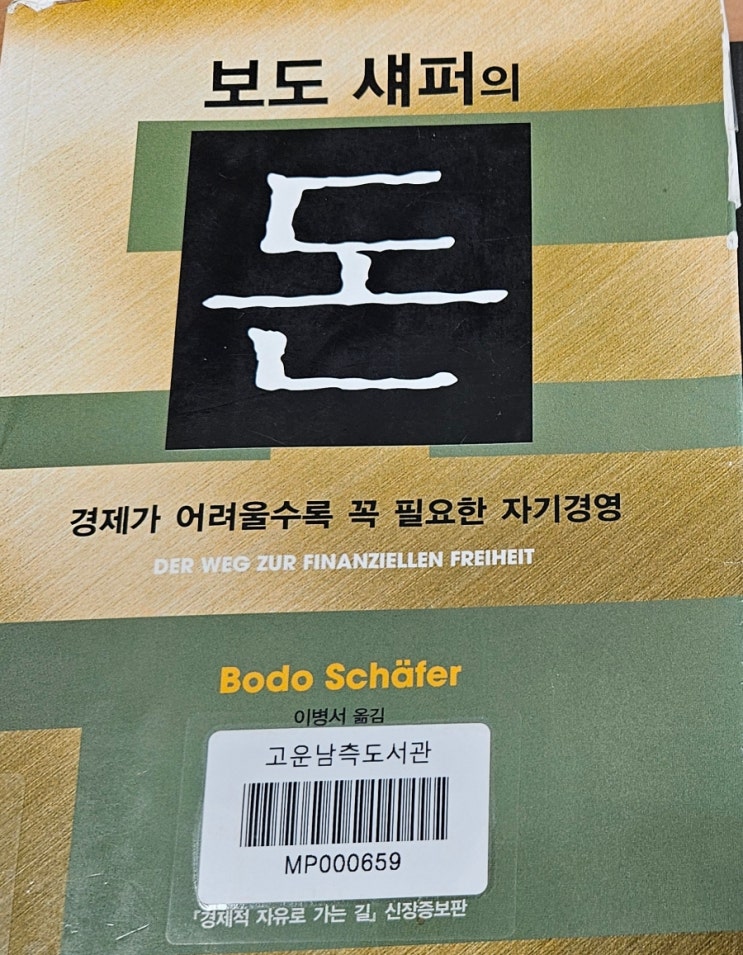 보도 섀퍼의
돈
경제가 어려울수록 꼭 필요한 자기경영
DER WEG ZUR FINANZIELLEN FREIHEIT
Bodo Schäfer
이병서 옮김
고운남측도서관
MP000659
『경제적 자유로 가는 길』 신장증보판